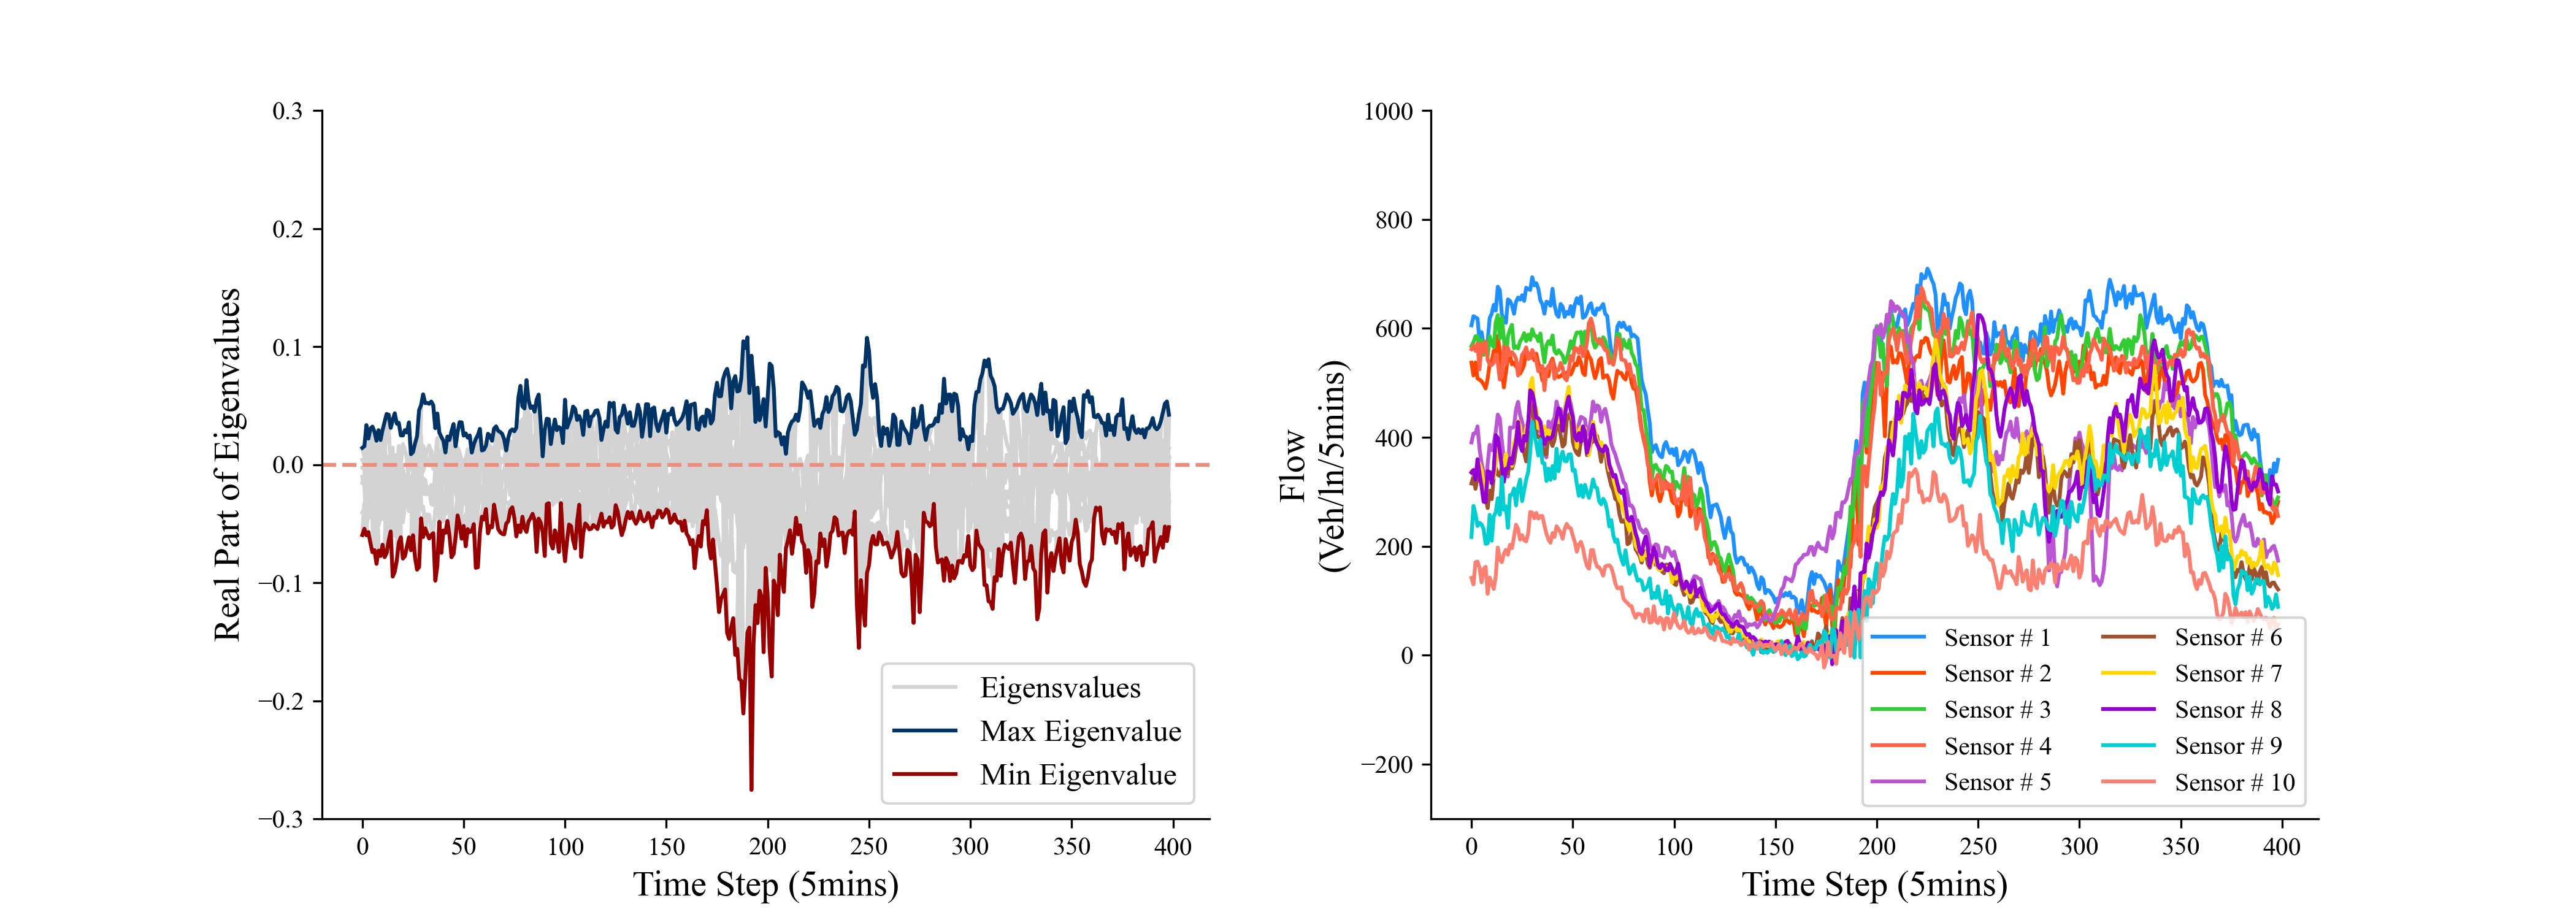 0.3
0.2
0.1
0.0
−0.1
−0.2
−0.3
Real Part of Eigenvalues
0 50 100 150 200 250 300 350 400
Time Step (5mins)
Eigensvalues
Max Eigenvalue
Min Eigenvalue
1000
800
600
400
200
0
−200
Flow
(Veh/ln/5mins)
0 50 100 150 200 250 300 350 400
Time Step (5mins)
Sensor # 1
Sensor # 2
Sensor # 3
Sensor # 4
Sensor # 5
Sensor # 6
Sensor # 7
Sensor # 8
Sensor # 9
Sensor # 10